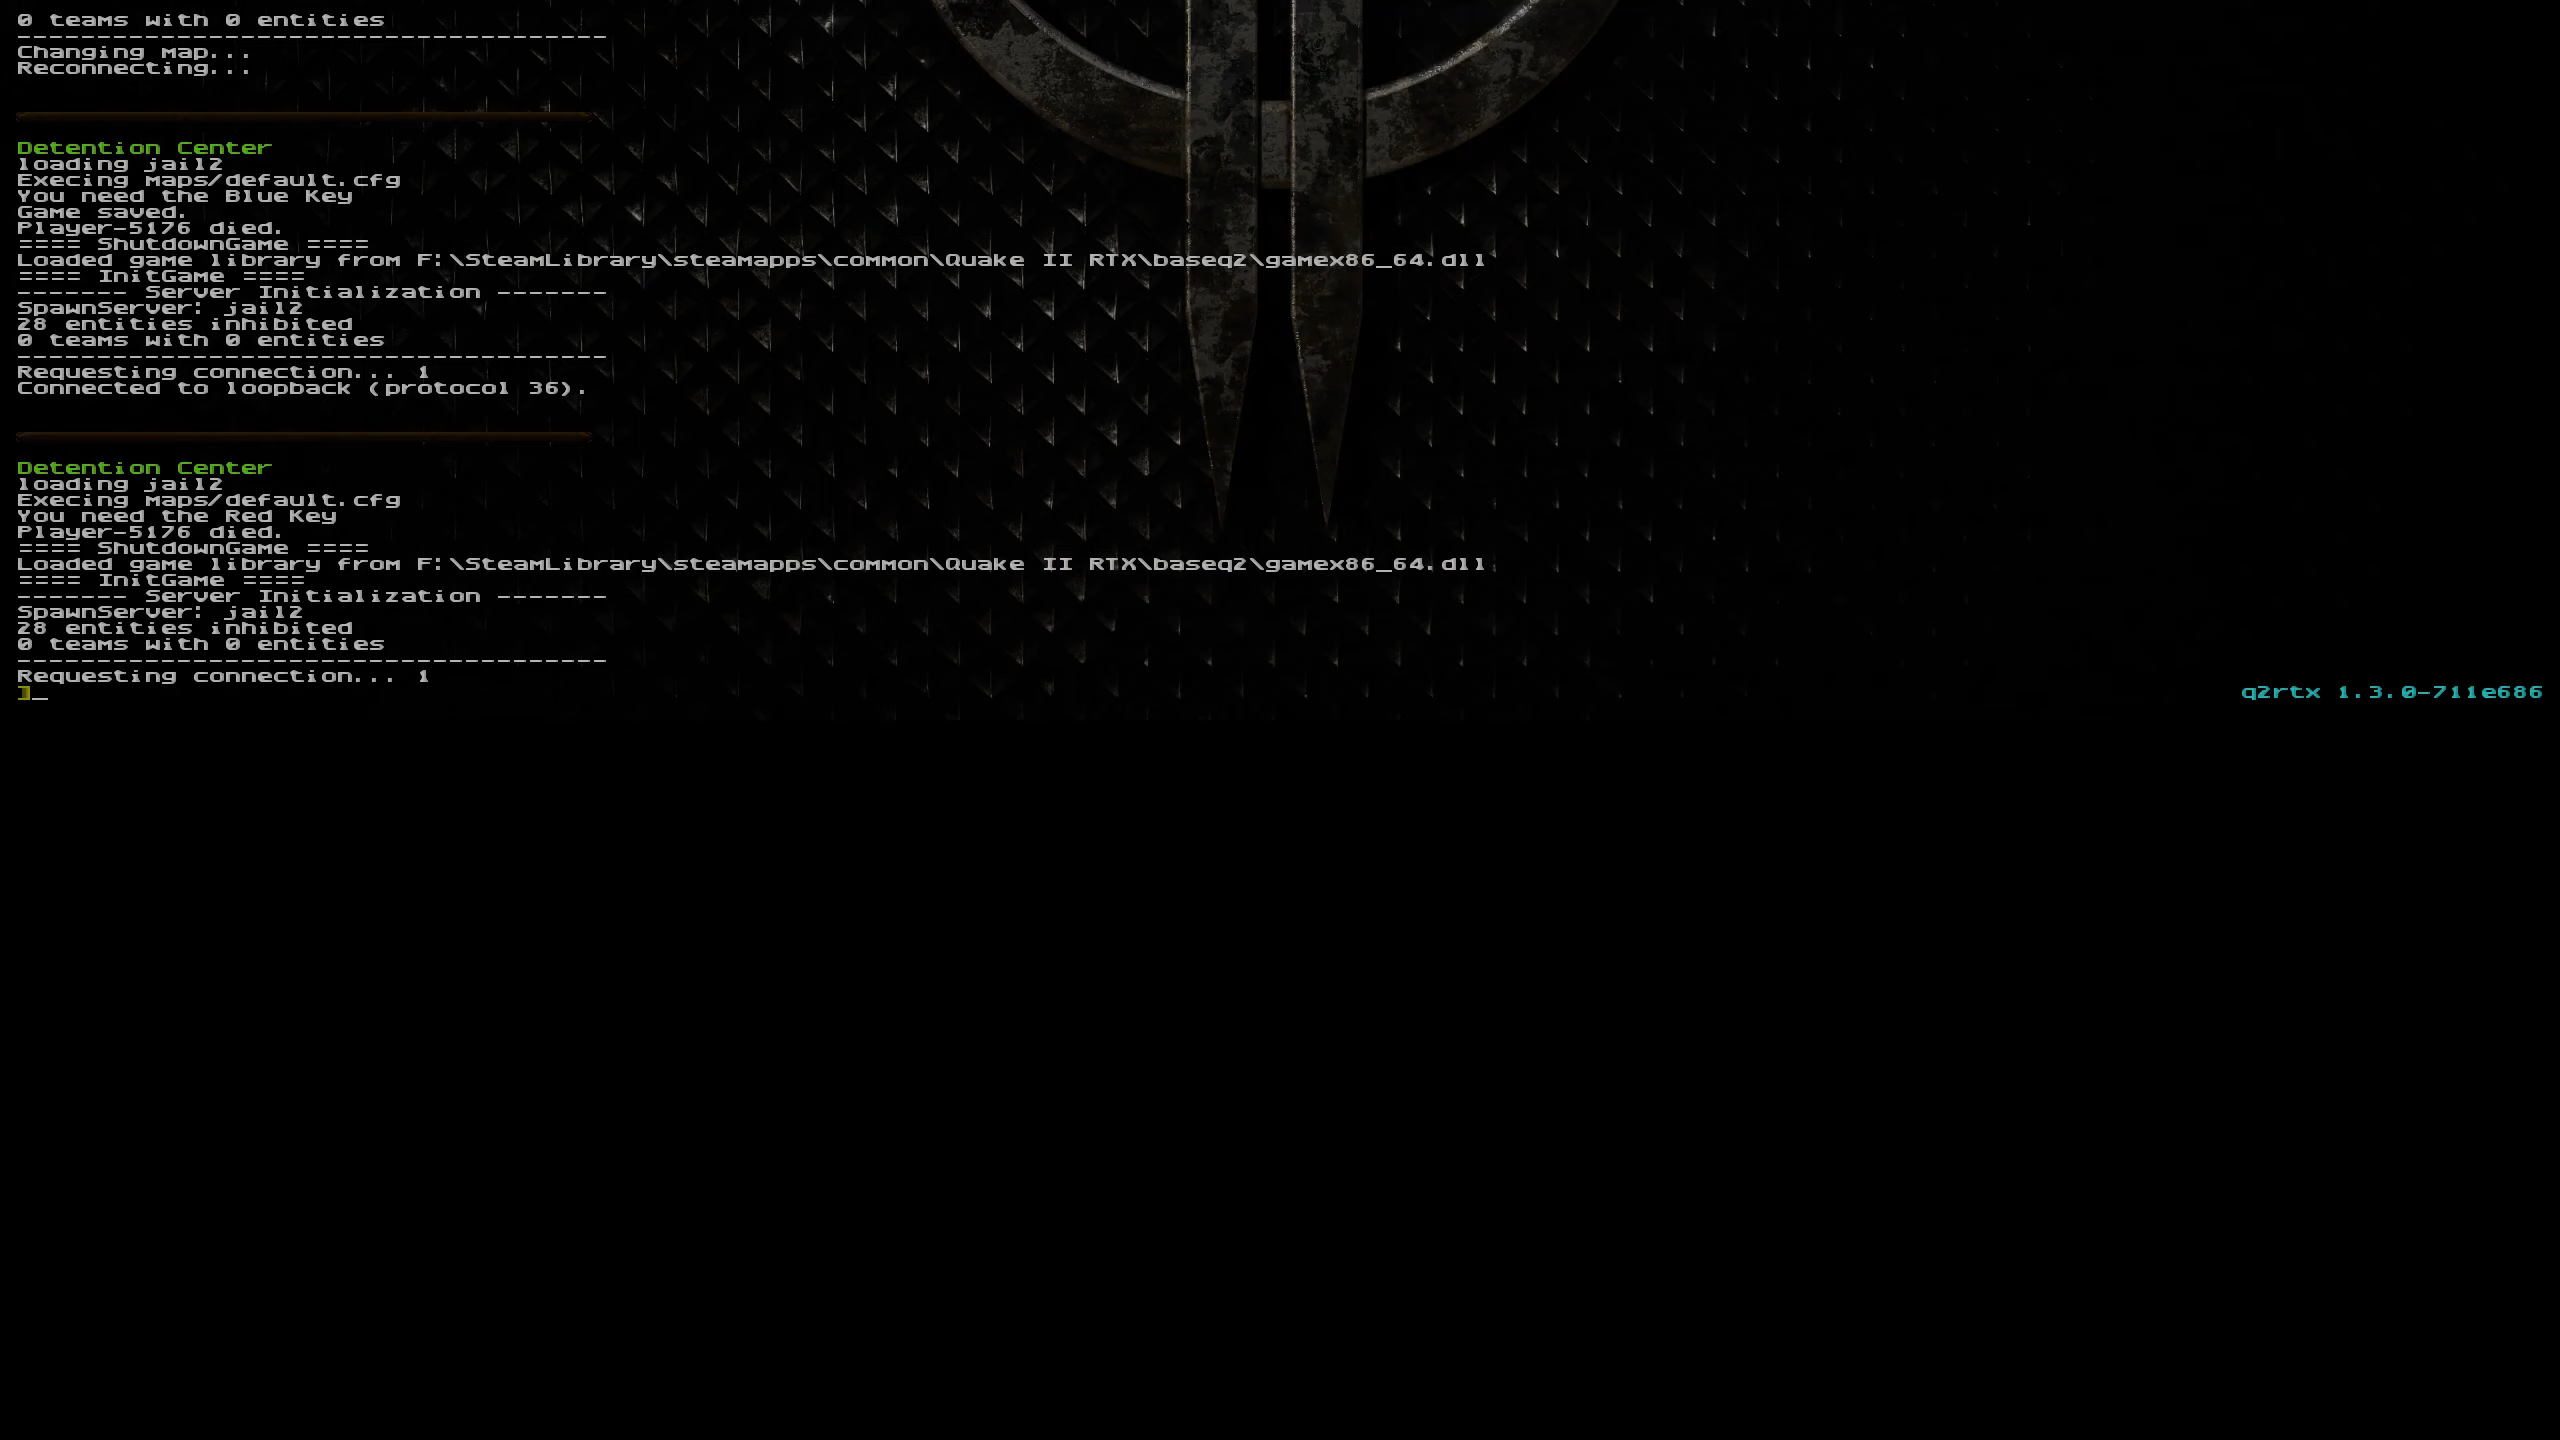 0 teams with 0 entities
-------------------------------------
Changing map...
Reconnecting...
Detention Center
loading jail2
Execing maps/default.cfg
You need the Blue Key
Game saved.
Player-5176 died.
==== ShutdownGame ====
Loaded game library from F:\SteamLibrary\steamapps\common\Quake II RTX\baseq2\gamex86_64.dll
==== InitGame ====
------- Server Initialization -------
SpawnServer: jail2
28 entities inhibited
0 teams with 0 entities
-------------------------------------
Requesting connection... 1
Connected to loopback (protocol 36).
Detention Center
loading jail2
Execing maps/default.cfg
You need the Red Key
Player-5176 died.
==== ShutdownGame ====
Loaded game library from F:\SteamLibrary\steamapps\common\Quake II RTX\baseq2\gamex86_64.dll
==== InitGame ====
------- Server Initialization -------
SpawnServer: jail2
28 entities inhibited
0 teams with 0 entities
-------------------------------------
Requesting connection... 1
]_
q2rtx 1.3.0-711e686